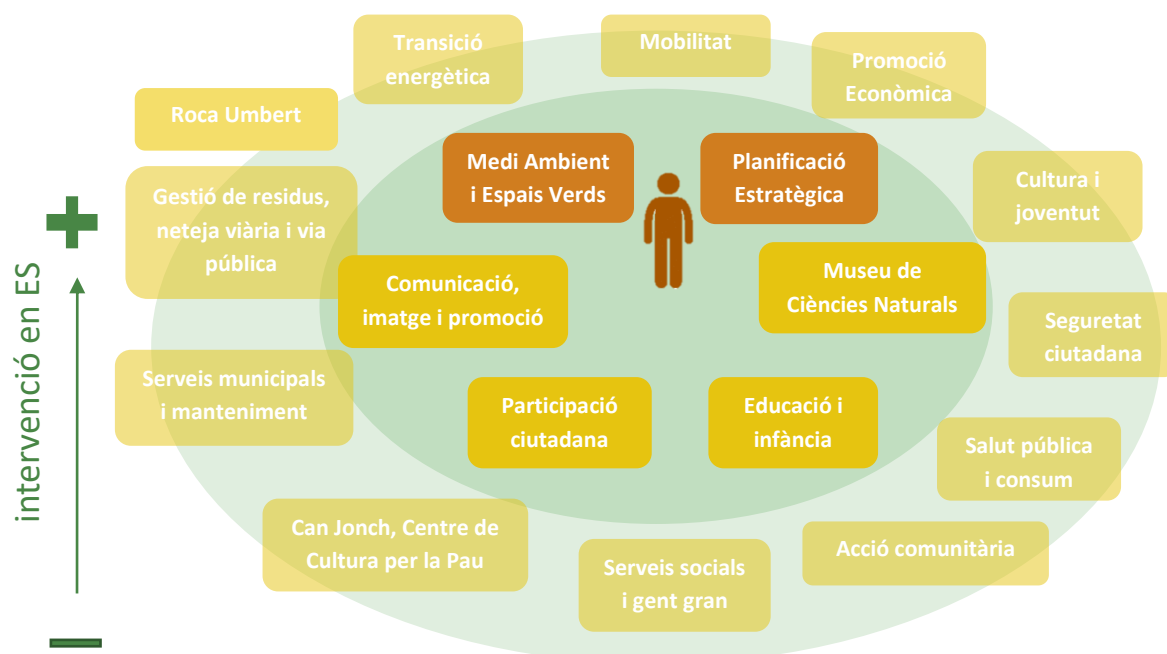 Transició
energètica
Mobilitat
Promoció
Econòmica
Roca Umbert
Medi Ambient
i Espais Verds
Planificació
Estratègica
Cultura i
joventut
Gestió de residus,
neteja viària i via
pública
Comunicació,
imatge i promoció
Museu de
Ciències Naturals
Seguretat
ciutadana
intervenció en ES
Serveis municipals
i manteniment
Participació
ciutadana
Educació i
infància
Salut pública
i consum
Can Jonch, Centre de
Cultura per la Pau
Serveis socials
i gent gran
Acció comunitària